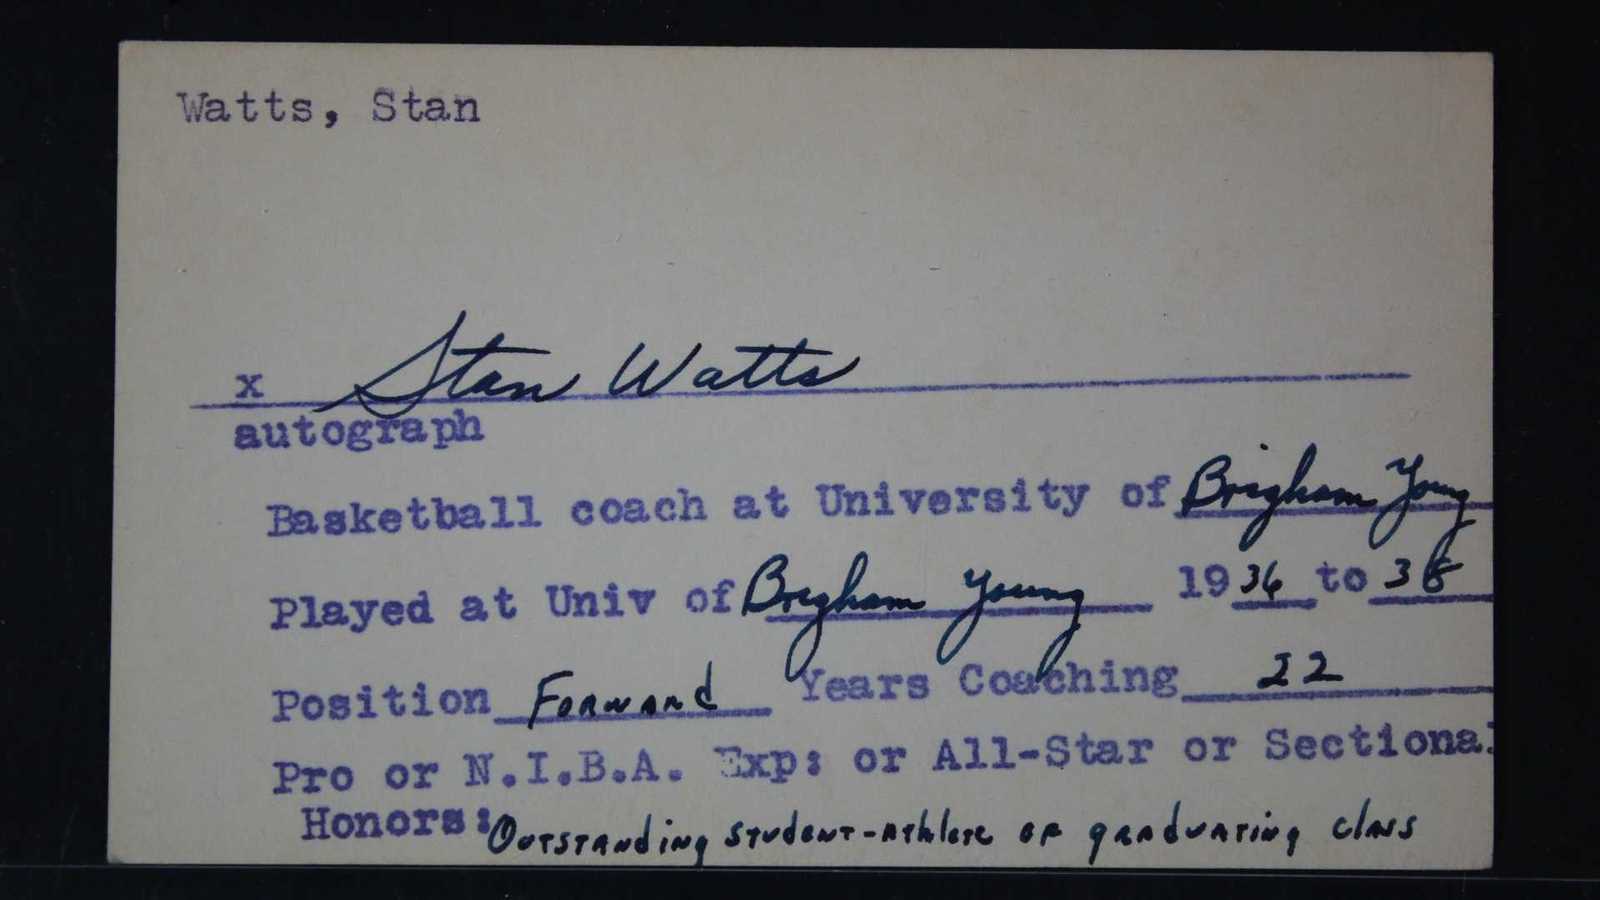 Watts, Stan
x Stan Watts
autograph
Basketball coach at University of Brigham Young
Played at Univ of Brigham Young 1936 to 38
Position Forward Years Coaching 22
Pro or N.I.B.A. Exp: or All-Star or Sectional
Honors: Outstanding student-athlete of graduating class